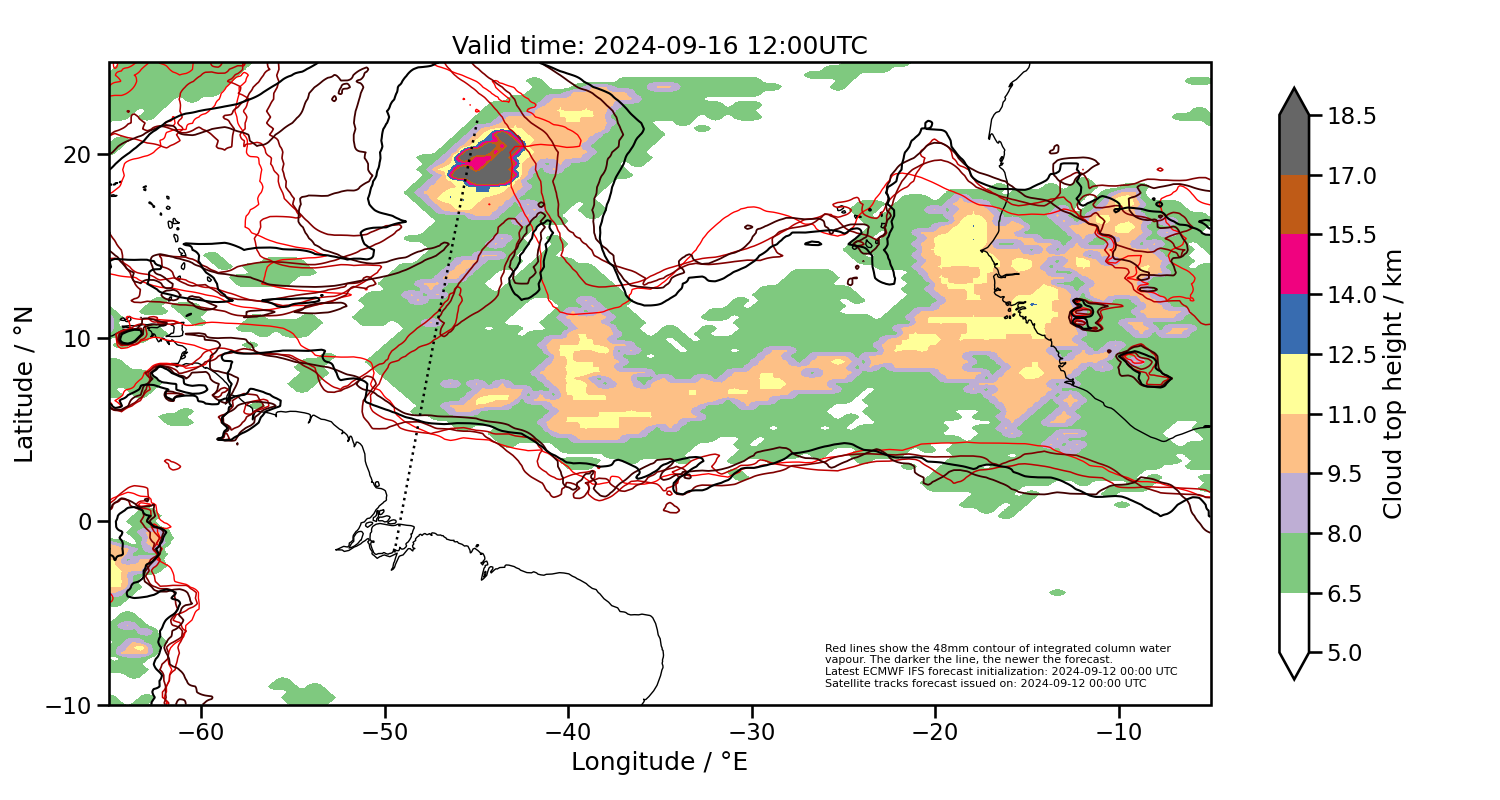 Valid time: 2024-09-16 12:00UTC
20
10
0
−10
−60
−50
−40
−30
−20
−10
Longitude / °E
Latitude / °N
Red lines show the 48mm contour of integrated column water
vapour. The darker the line, the newer the forecast.
Latest ECMWF IFS forecast initialization: 2024-09-12 00:00 UTC
Satellite tracks forecast issued on: 2024-09-12 00:00 UTC
18.5
17.0
15.5
14.0
12.5
11.0
9.5
8.0
6.5
5.0
Cloud top height / km